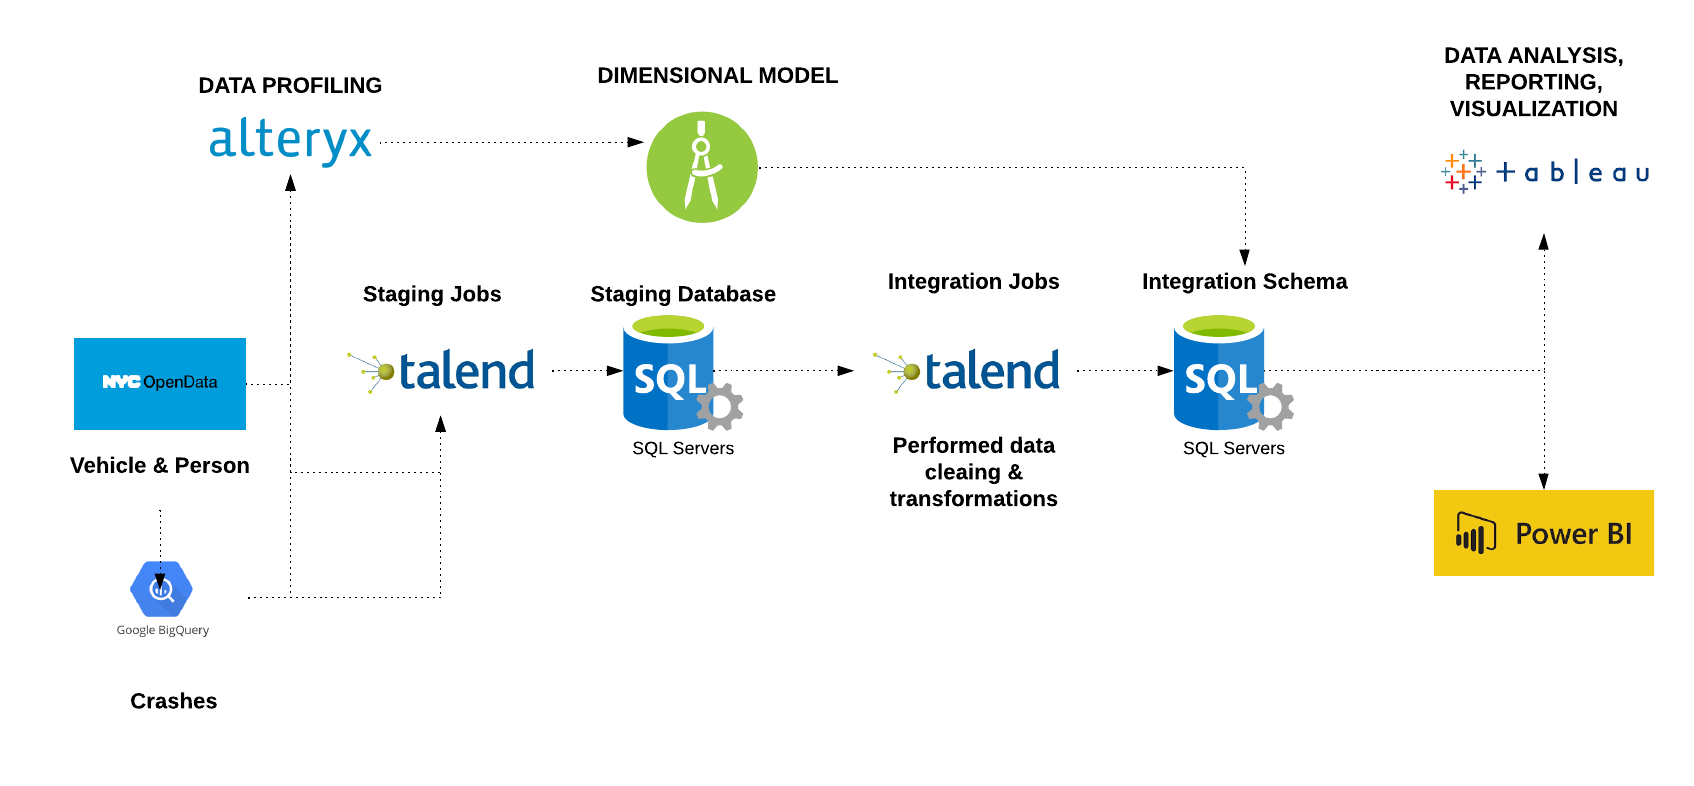 DATA PROFILING
alteryx
DIMENSIONAL MODEL
DATA ANALYSIS,
REPORTING,
VISUALIZATION
+ableau
Staging Jobs
talend
Staging Database
SQL
SQL Servers
Integration Jobs
talend
Performed data
cleaing &
transformations
Integration Schema
SQL
SQL Servers
NYC OpenData
Vehicle & Person
Google BigQuery
Crashes
Power BI